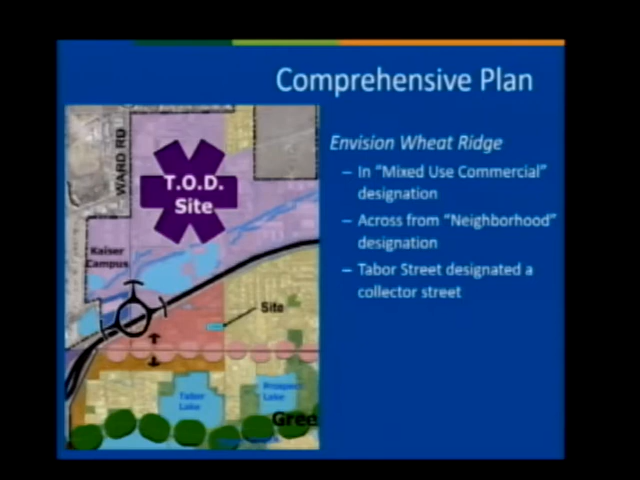 Comprehensive Plan
WARD RD
T.O.D.
Site
Kaiser
Campus
Site
Tabor
Lake
Prospect
Lake
Gree
Envision Wheat Ridge
– In "Mixed Use Commercial"
designation
– Across from "Neighborhood"
designation
– Tabor Street designated a
collector street